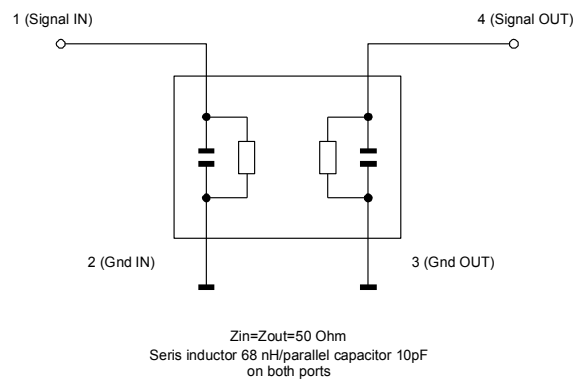 1 (Signal IN)
4 (Signal OUT)
2 (Gnd IN)
3 (Gnd OUT)
Zin=Zout=50 Ohm
Seris inductor 68 nH/parallel capacitor 10pF
on both ports